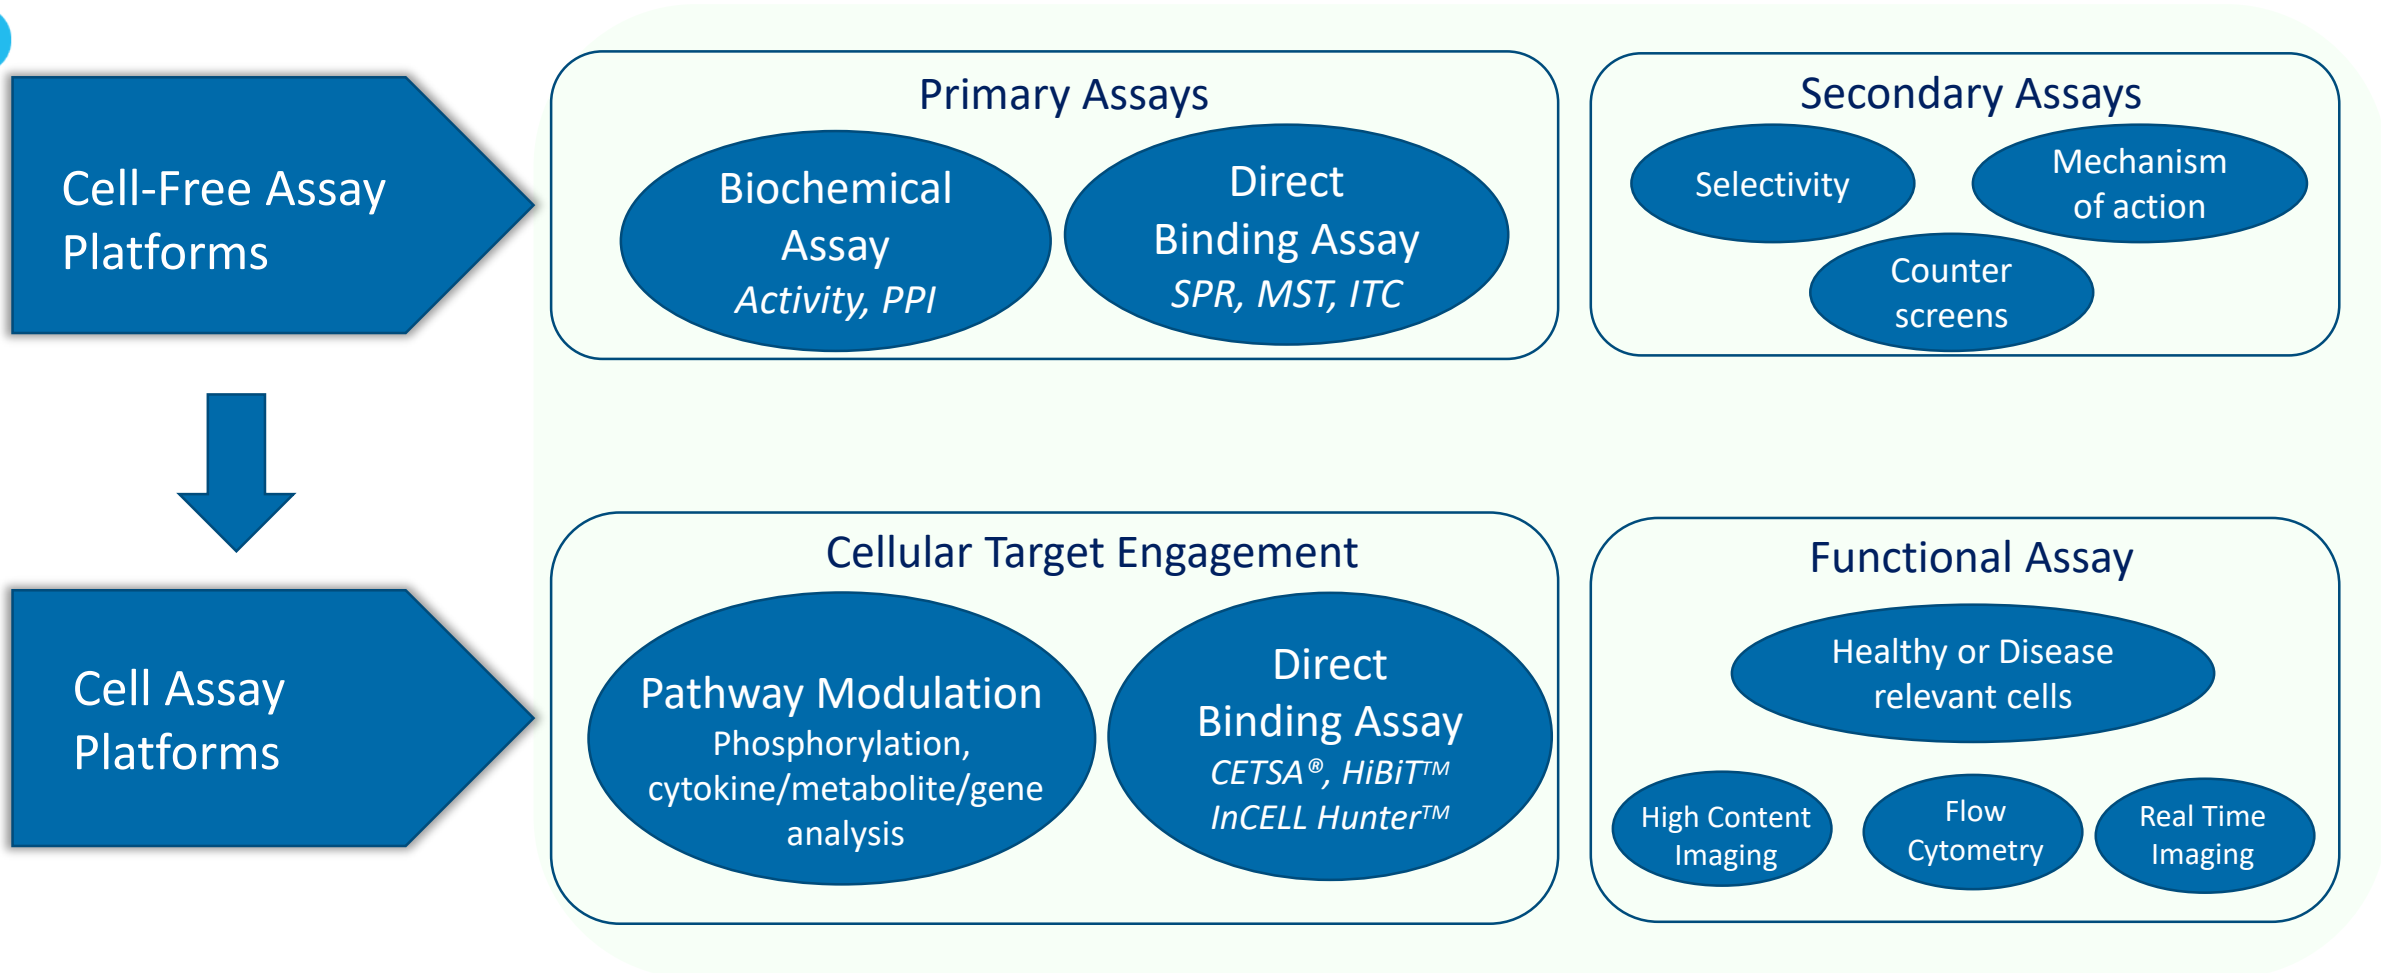 Cell-Free Assay
Platforms
Primary Assays
Biochemical
Assay
Activity, PPI
Direct
Binding Assay
SPR, MST, ITC
Secondary Assays
Selectivity
Mechanism
of action
Counter
screens
Cell Assay
Platforms
Cellular Target Engagement
Pathway Modulation
Phosphorylation,
cytokine/metabolite/gene
analysis
Direct
Binding Assay
CETSA®, HiBiT™
InCELL Hunter™
Functional Assay
Healthy or Disease
relevant cells
High Content
Imaging
Flow
Cytometry
Real Time
Imaging